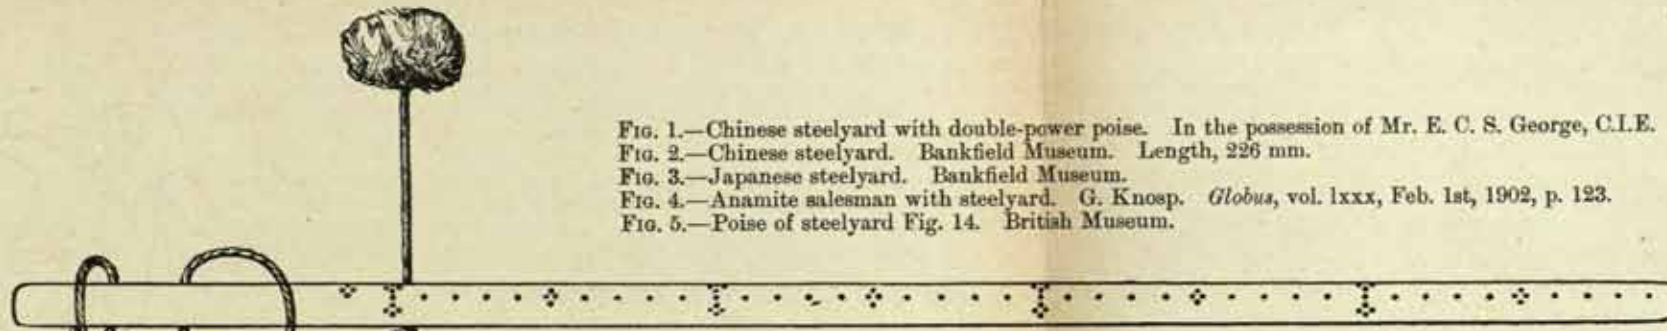 FIG. 1.—Chinese steelyard with double-power poise. In the possession of Mr. E. C. S. George, C.I.E.
FIG. 2.—Chinese steelyard. Bankfield Museum. Length, 226 mm.
FIG. 3.—Japanese steelyard. Bankfield Museum.
FIG. 4.—Anamite salesman with steelyard. G. Knosp. Globus, vol. lxxx, Feb. 1st, 1902, p. 123.
FIG. 5.—Poise of steelyard Fig. 14. British Museum.